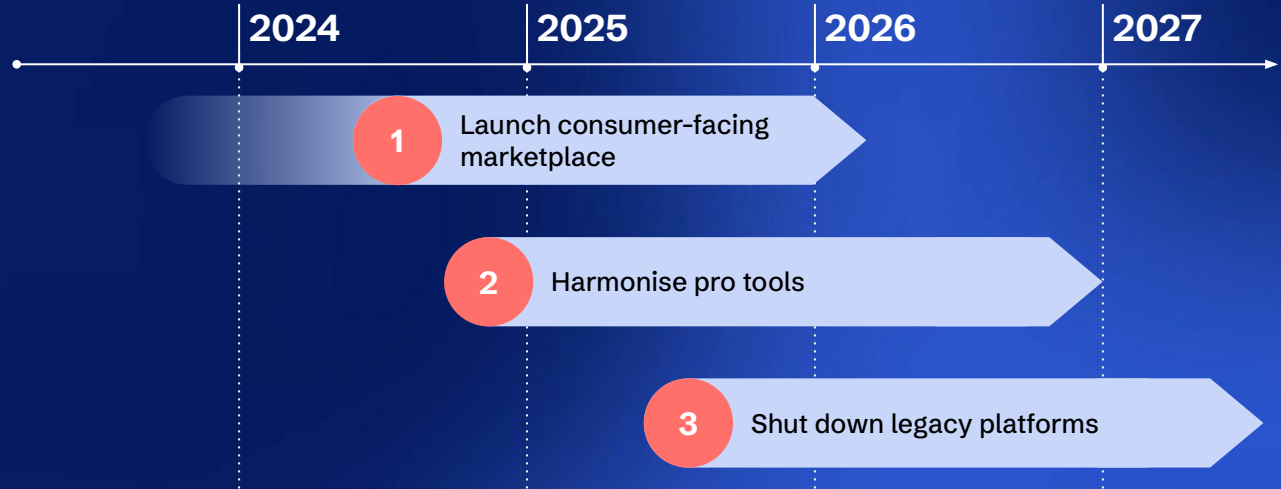 2024
2025
2026
2027
1
Launch consumer-facing
marketplace
2
Harmonise pro tools
3
Shut down legacy platforms